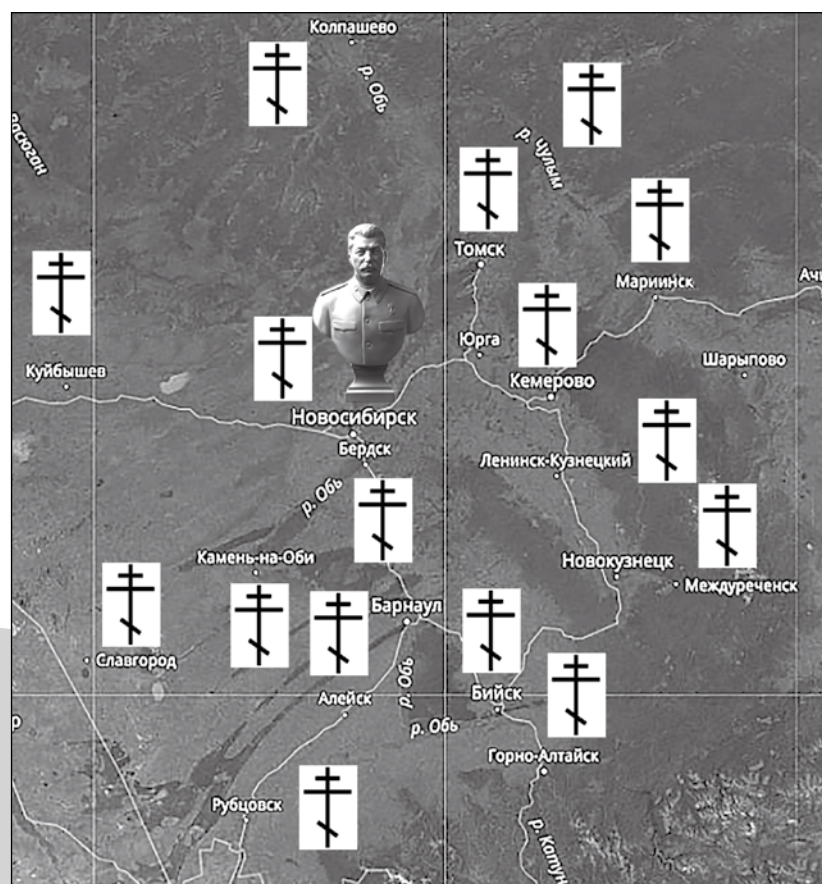 Колпашево
р. Обь
р. Чулым
Томск
Мариинск
Юрга
Шарыпово
Куйбышев
Кемерово
Новосибирск
Бердск
Ленинск-Кузнецкий
р. Обь
Камень-на-Оби
Новокузнецк
Междуреченск
Барнаул
Славгород
р. Обь
Бийск
Алейск
р. Обь
Горно-Алтайск
Рубцовск